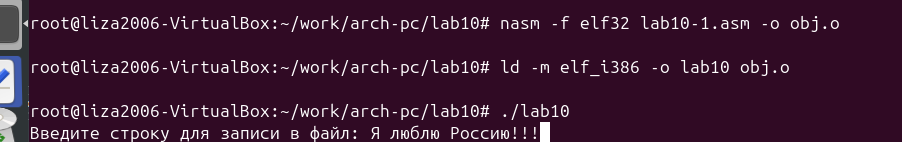 root@liza2006-VirtualBox:~/work/arch-pc/lab10# nasm -f elf32 lab10-1.asm -o obj.o
root@liza2006-VirtualBox:~/work/arch-pc/lab10# ld -m elf_i386 -o lab10 obj.o
root@liza2006-VirtualBox:~/work/arch-pc/lab10# ./lab10
Введите строку для записи в файл: Я люблю Россию!!!